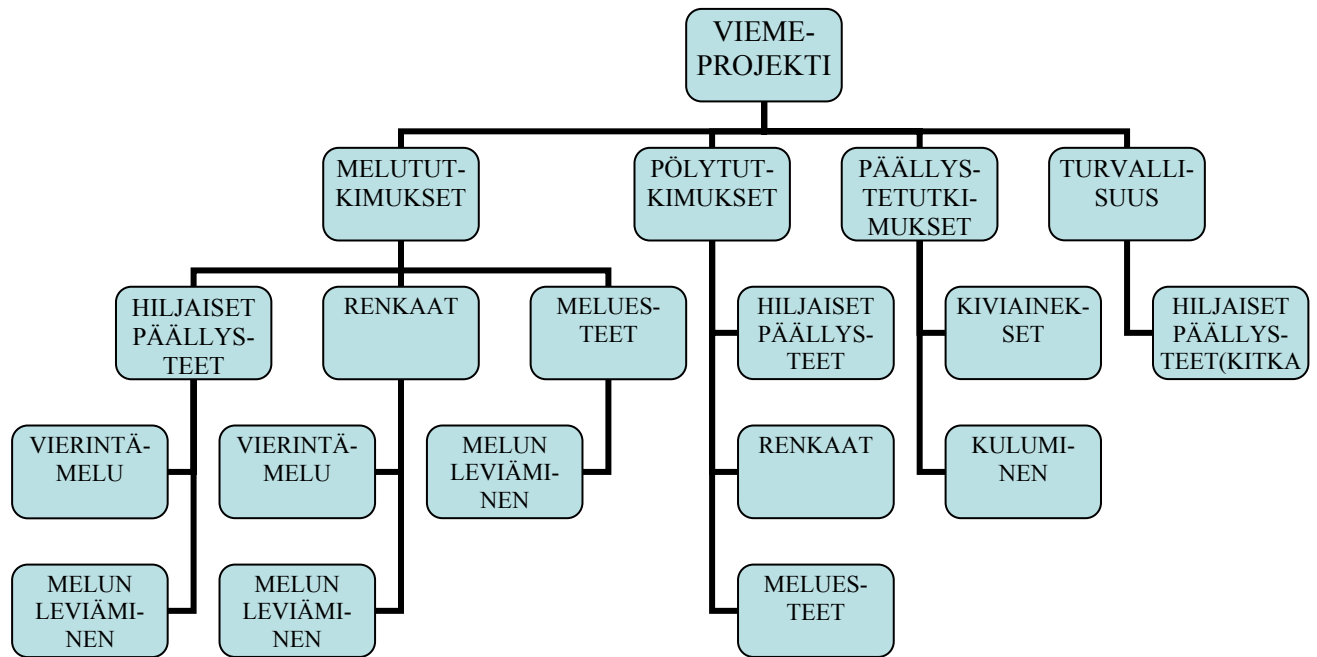 VIEME-
PROJEKTI
MELUTUT-
KIMUKSET
PÖLYTUT-
KIMUKSET
PÄÄLLYS-
TETUTKI-
MUKSET
TURVALLI-
SUUS
HILJAISET
PÄÄLLYS-
TEET
RENKAAT
MELUES-
TEET
HILJAISET
PÄÄLLYS-
TEET
KIVIAINEK-
SET
HILJAISET
PÄÄLLYS-
TEET(KITKA
VIERINTÄ-
MELU
VIERINTÄ-
MELU
MELUN
LEVIÄMI-
NEN
RENKAAT
KULUMI-
NEN
MELUN
LEVIÄMI-
NEN
MELUN
LEVIÄMI-
NEN
MELUES-
TEET